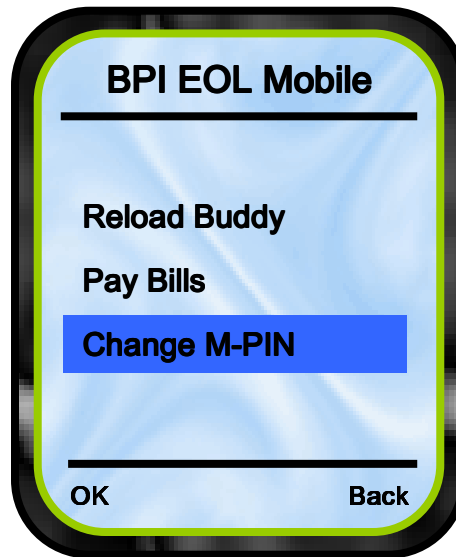 BPI EOL Mobile
Reload Buddy
Pay Bills
Change M-PIN
OK Back